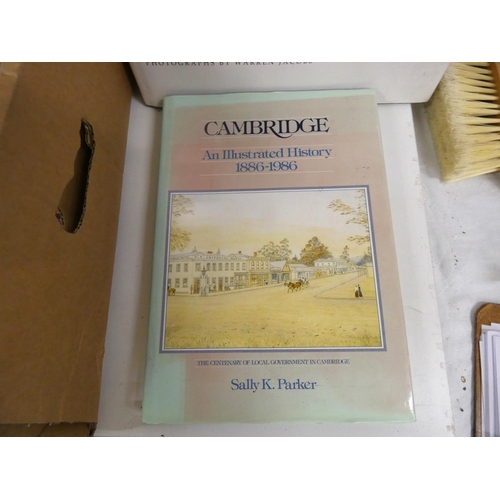 PHOTOGRAPHS BY WARREN JACOBS
CAMBRIDGE
An Illustrated History
1886-1986
THE CENTENARY OF LOCAL GOVERNMENT IN CAMBRIDGE
Sally K. Parker